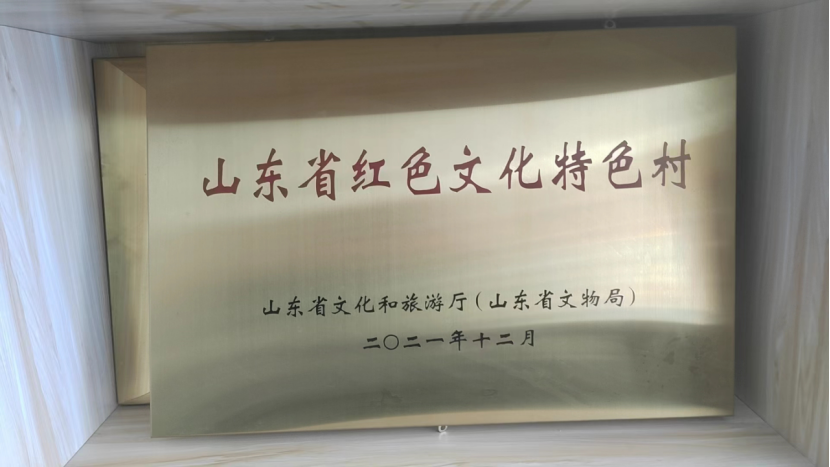 山东省红色文化特色村
山东省文化和旅游厅（山东省文物局）
二〇二一年十二月